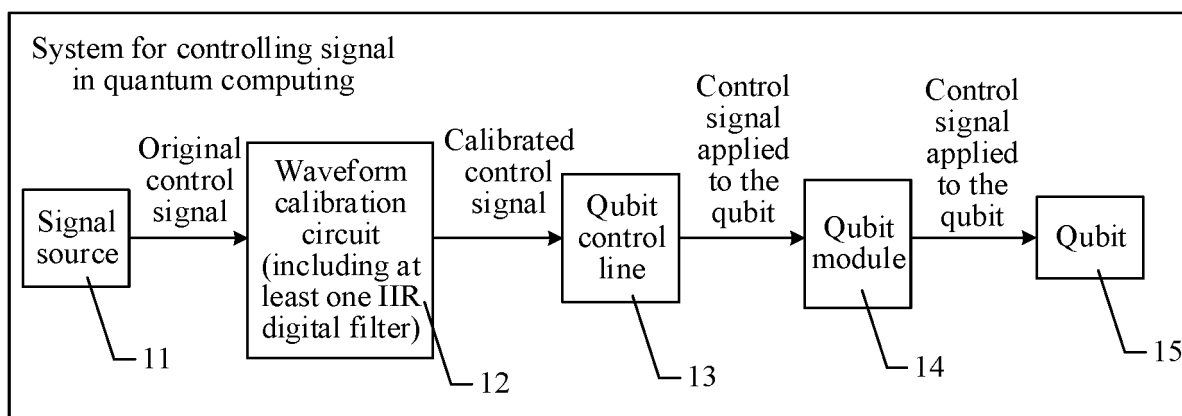 System for controlling signal
in quantum computing
Signal
source
Original
control
signal
Waveform
calibration
circuit
(including at
least one IIR
digital filter)
Calibrated
control
signal
Qubit
control
line
Control
signal
applied
to the
qubit
Qubit
module
Control
signal
applied
to the
qubit
Qubit
11
12
13
14
15